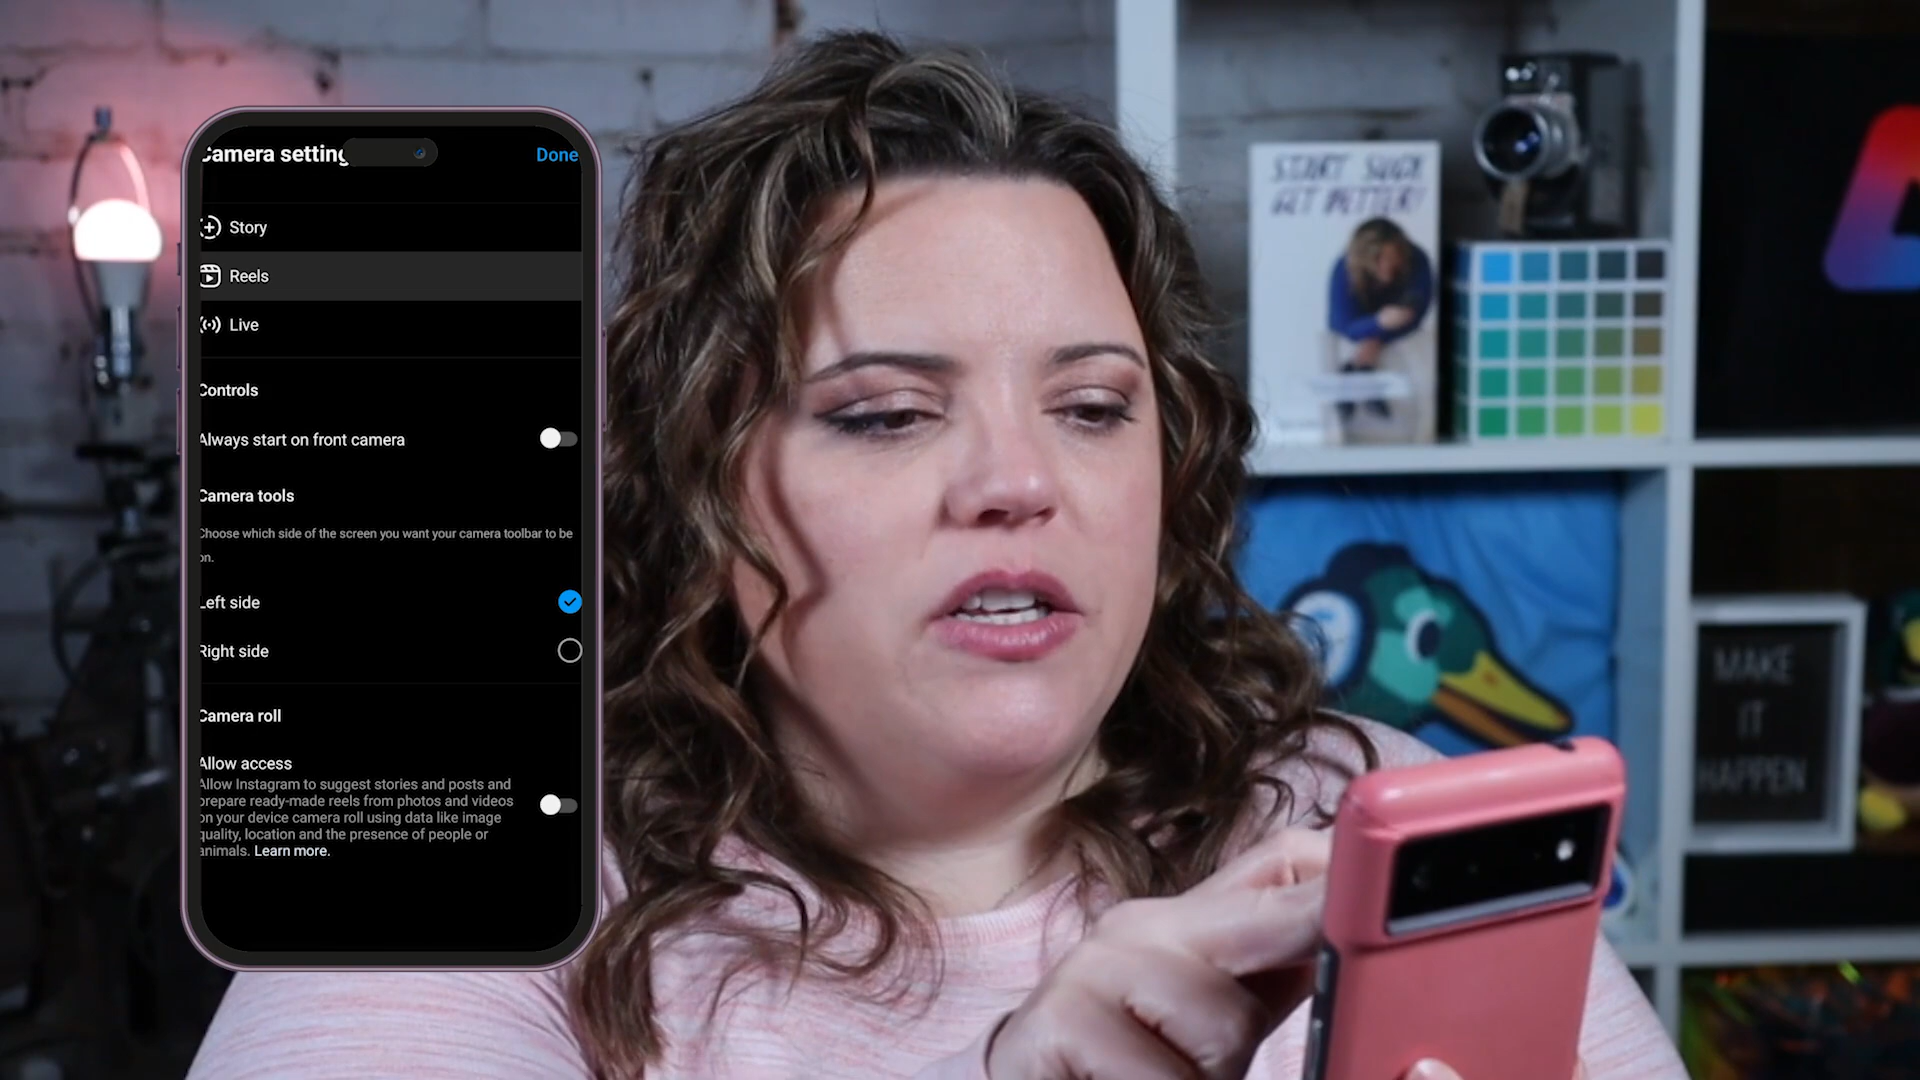 Camera setting
Done
Story
Reels
Live
Controls
Always start on front camera
Camera tools
Choose which side of the screen you want your camera toolbar to be
on.
Left side
Right side
Camera roll
Allow access
Allow Instagram to suggest stories and posts and
prepare ready-made reels from photos and videos
on your device camera roll using data like image
quality, location and the presence of people or
animals. Learn more.
START SUCKY
GET BETTER!
MAKE
IT
HAPPEN